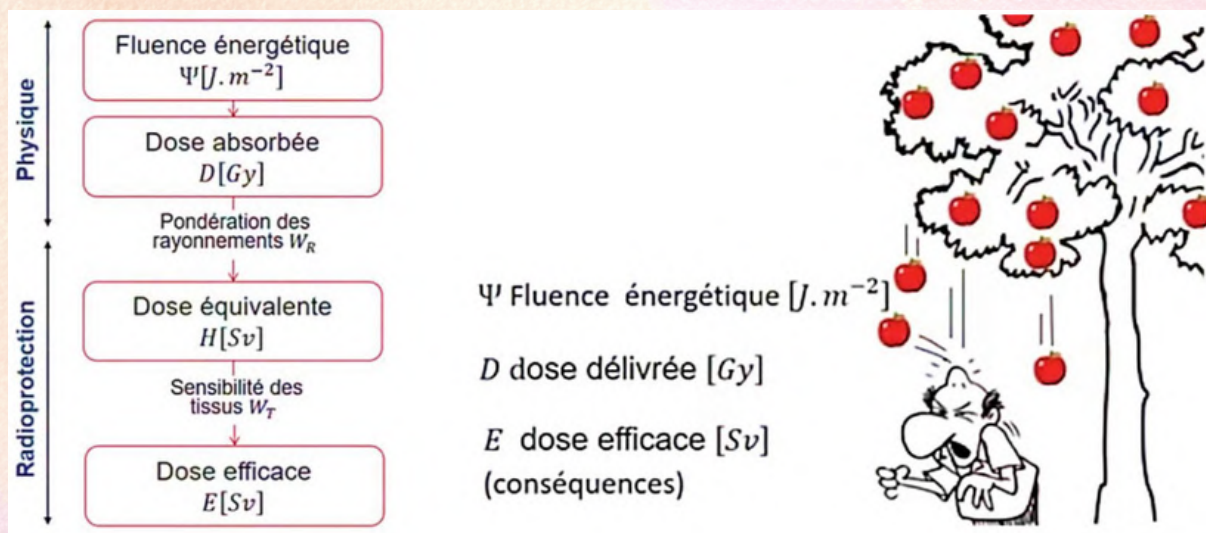 Physique
Radioprotection
Fluence énergétique
Ψ[J.m⁻²]
Dose absorbée
D[Gy]
Pondération des
rayonnements W_R
Dose équivalente
H[Sv]
Sensibilité des
tissus W_T
Dose efficace
E[Sv]
Ψ Fluence énergétique [J.m⁻²]
D dose délivrée [Gy]
E dose efficace [Sv]
(conséquences)